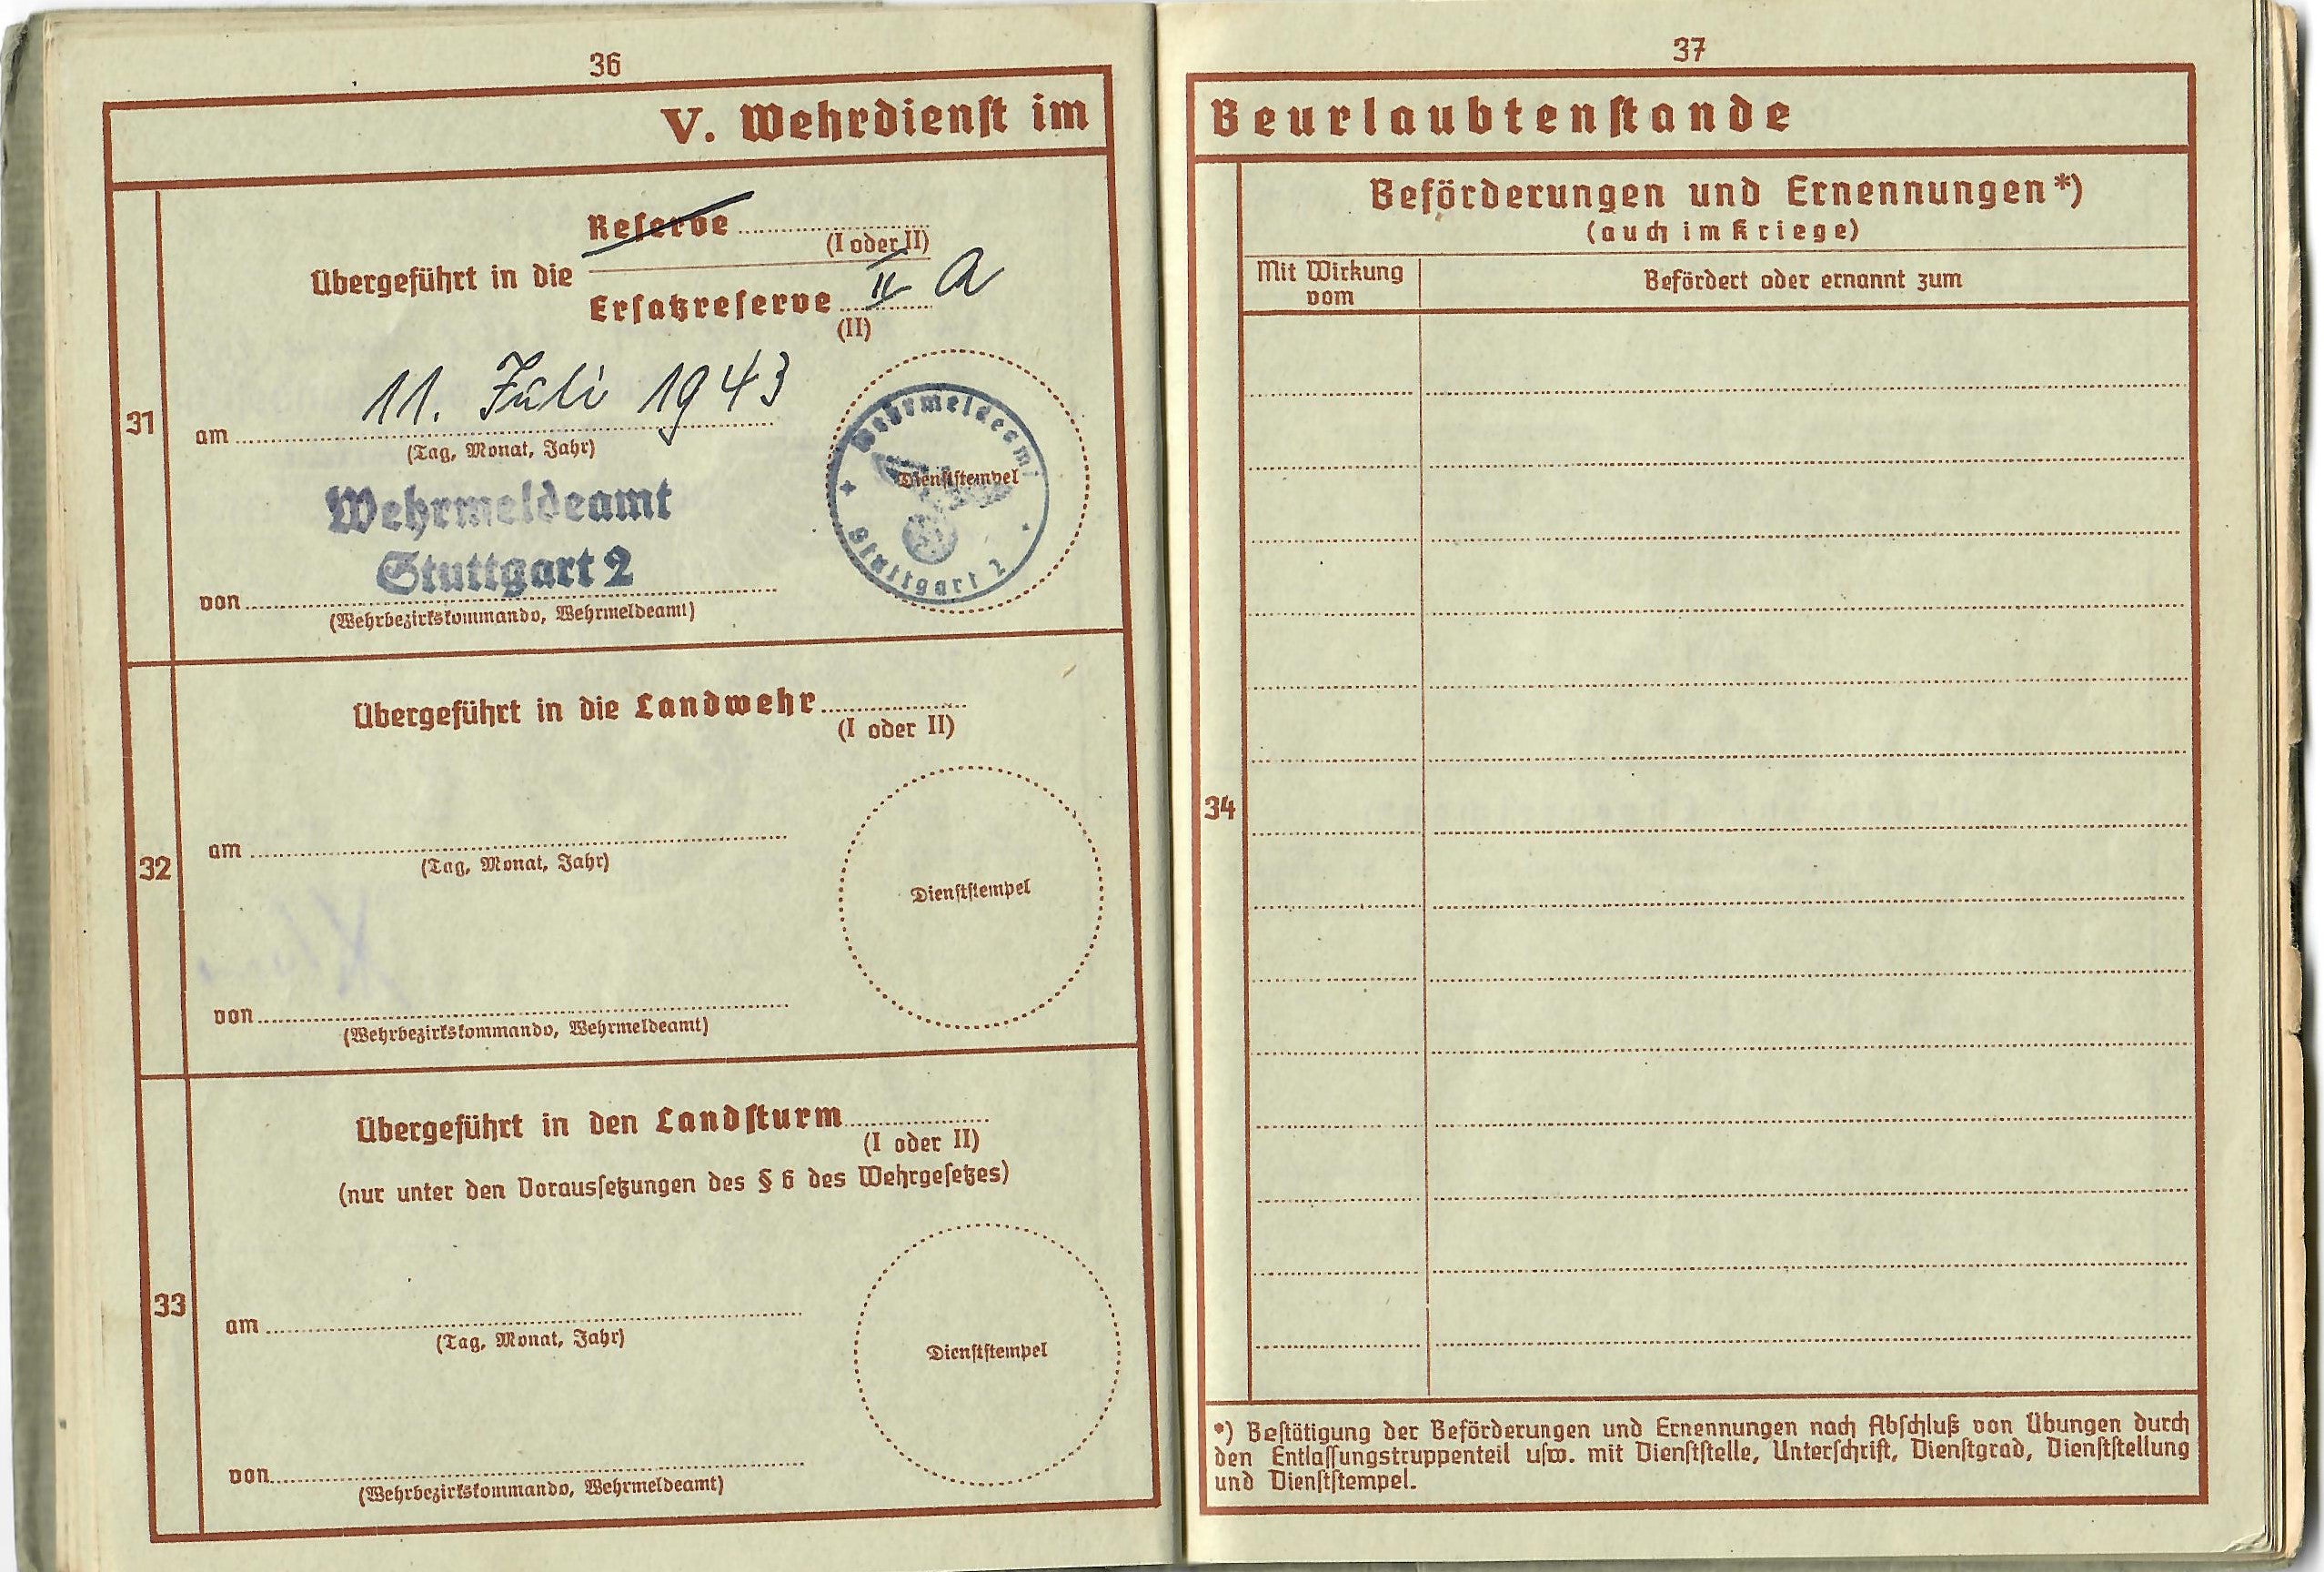 36
V. Wehrdienst im
31
Reserve
(I oder II)
Übergeführt in die
Ersatzreserve II A
(II)
11. Juli 1943
am
(Tag, Monat, Jahr)
Wehrmeldeamt
Stuttgart 2
von
(Wehrbezirkskommando, Wehrmeldeamt)
Dienststempel
Wehrmeldeamt
Stuttgart 2
32
Übergeführt in die Landwehr
(I oder II)
am
(Tag, Monat, Jahr)
Dienststempel
von
(Wehrbezirkskommando, Wehrmeldeamt)
33
Übergeführt in den Landsturm
(I oder II)
(nur unter den Voraussetzungen des § 6 des Wehrgesetzes)
am
(Tag, Monat, Jahr)
Dienststempel
von
(Wehrbezirkskommando, Wehrmeldeamt)
37
Beurlaubtenstande
Beförderungen und Ernennungen*)
(auch im Kriege)
Mit Wirkung
vom
Befördert oder ernannt zum
34
*) Bestätigung der Beförderungen und Ernennungen nach Abschluß von Übungen durch
den Entlassungstruppenteil usw. mit Dienststelle, Unterschrift, Dienstgrad, Dienststellung
und Dienststempel.